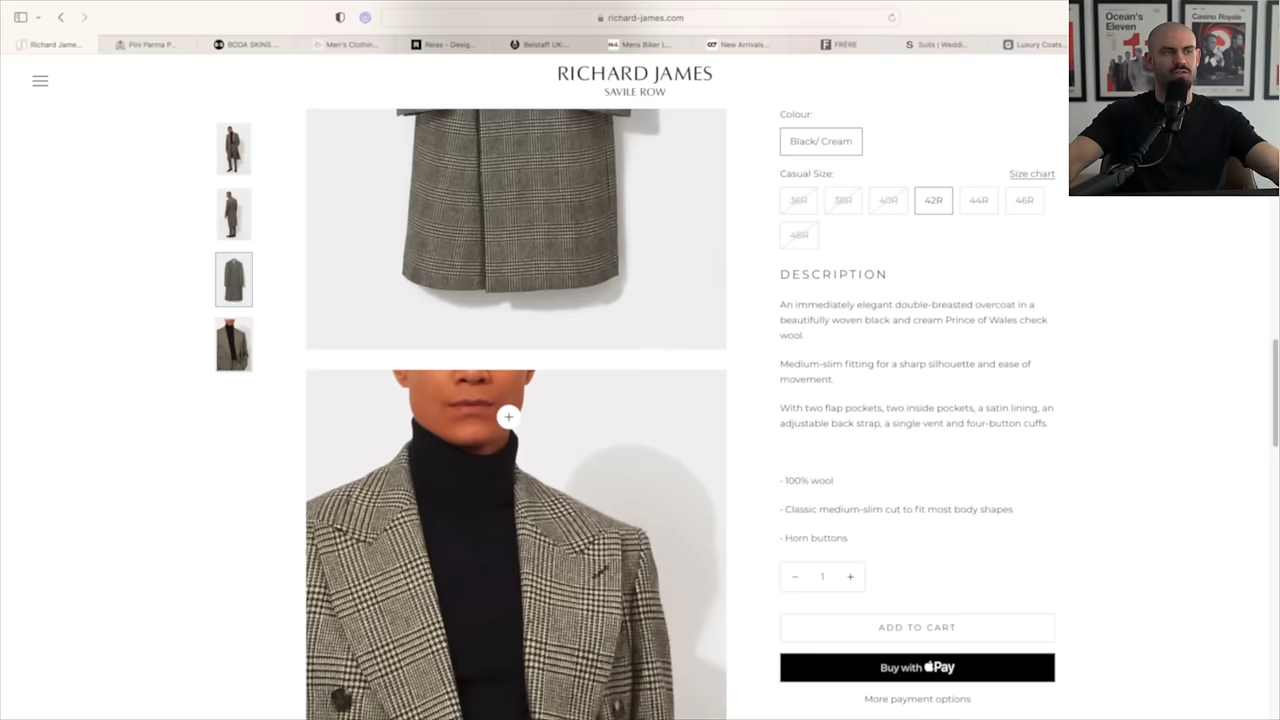 richard-james.com
Richard Jame...
Pini Parma P...
BODA SKINS...
Men's Clothin...
Reiss - Desig...
Belstaff UK:...
Mens Biker L...
New Arrivals...
FRÈRE
Suits | Weddi...
Luxury Coats...
Ocean's
Eleven
Casino Royale
RICHARD JAMES
SAVILE ROW
Colour:
Black/ Cream
Casual Size:
Size chart
36R
38R
40R
42R
44R
46R
48R
DESCRIPTION
An immediately elegant double-breasted overcoat in a
beautifully woven black and cream Prince of Wales check
wool.
Medium-slim fitting for a sharp silhouette and ease of
movement.
With two flap pockets, two inside pockets, a satin lining, an
adjustable back strap, a single vent and four-button cuffs.
- 100% wool
- Classic medium-slim cut to fit most body shapes
- Horn buttons
− 1 +
ADD TO CART
Buy with Pay
More payment options